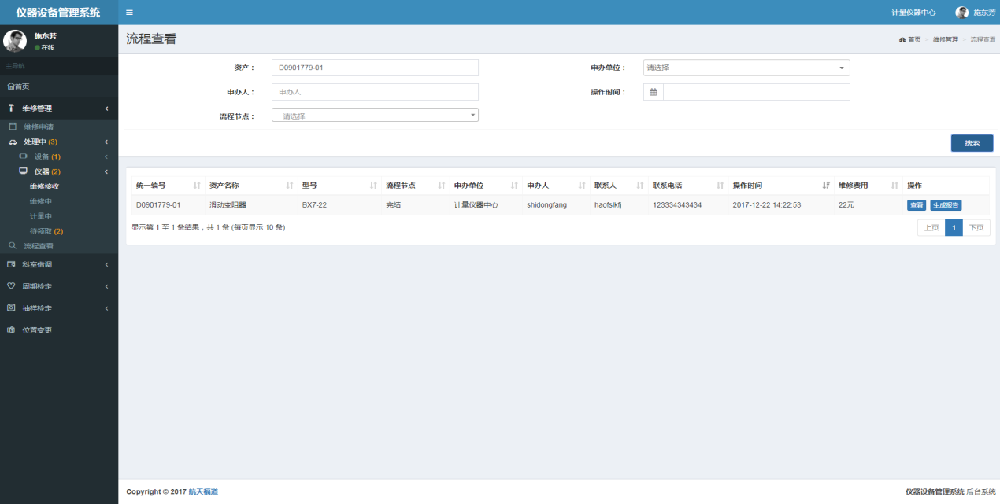 仪器设备管理系统
计量仪器中心 施东芳
施东芳
在线
主导航
首页
维修管理
维修申请
处理中 (3)
设备 (1)
仪器 (2)
维修接收
维修中
计量中
待领取 (2)
流程查看
科室借调
周期检定
抽样检定
位置变更
流程查看
首页 > 维修管理 > 流程查看
资产： D0901779-01 申办单位： 请选择
申办人： 申办人 操作时间：
流程节点： 请选择
搜索
统一编号 资产名称 型号 流程节点 申办单位 申办人 联系人 联系电话 操作时间 维修费用 操作
D0901779-01 滑动变阻器 BX7-22 完结 计量仪器中心 shidongfang haofslkfj 123334343434 2017-12-22 14:22:53 22元 查看 生成报告
显示第 1 至 1 条结果，共 1 条 (每页显示 10 条) 上页 1 下页
Copyright © 2017 航天福道 仪器设备管理系统 后台系统